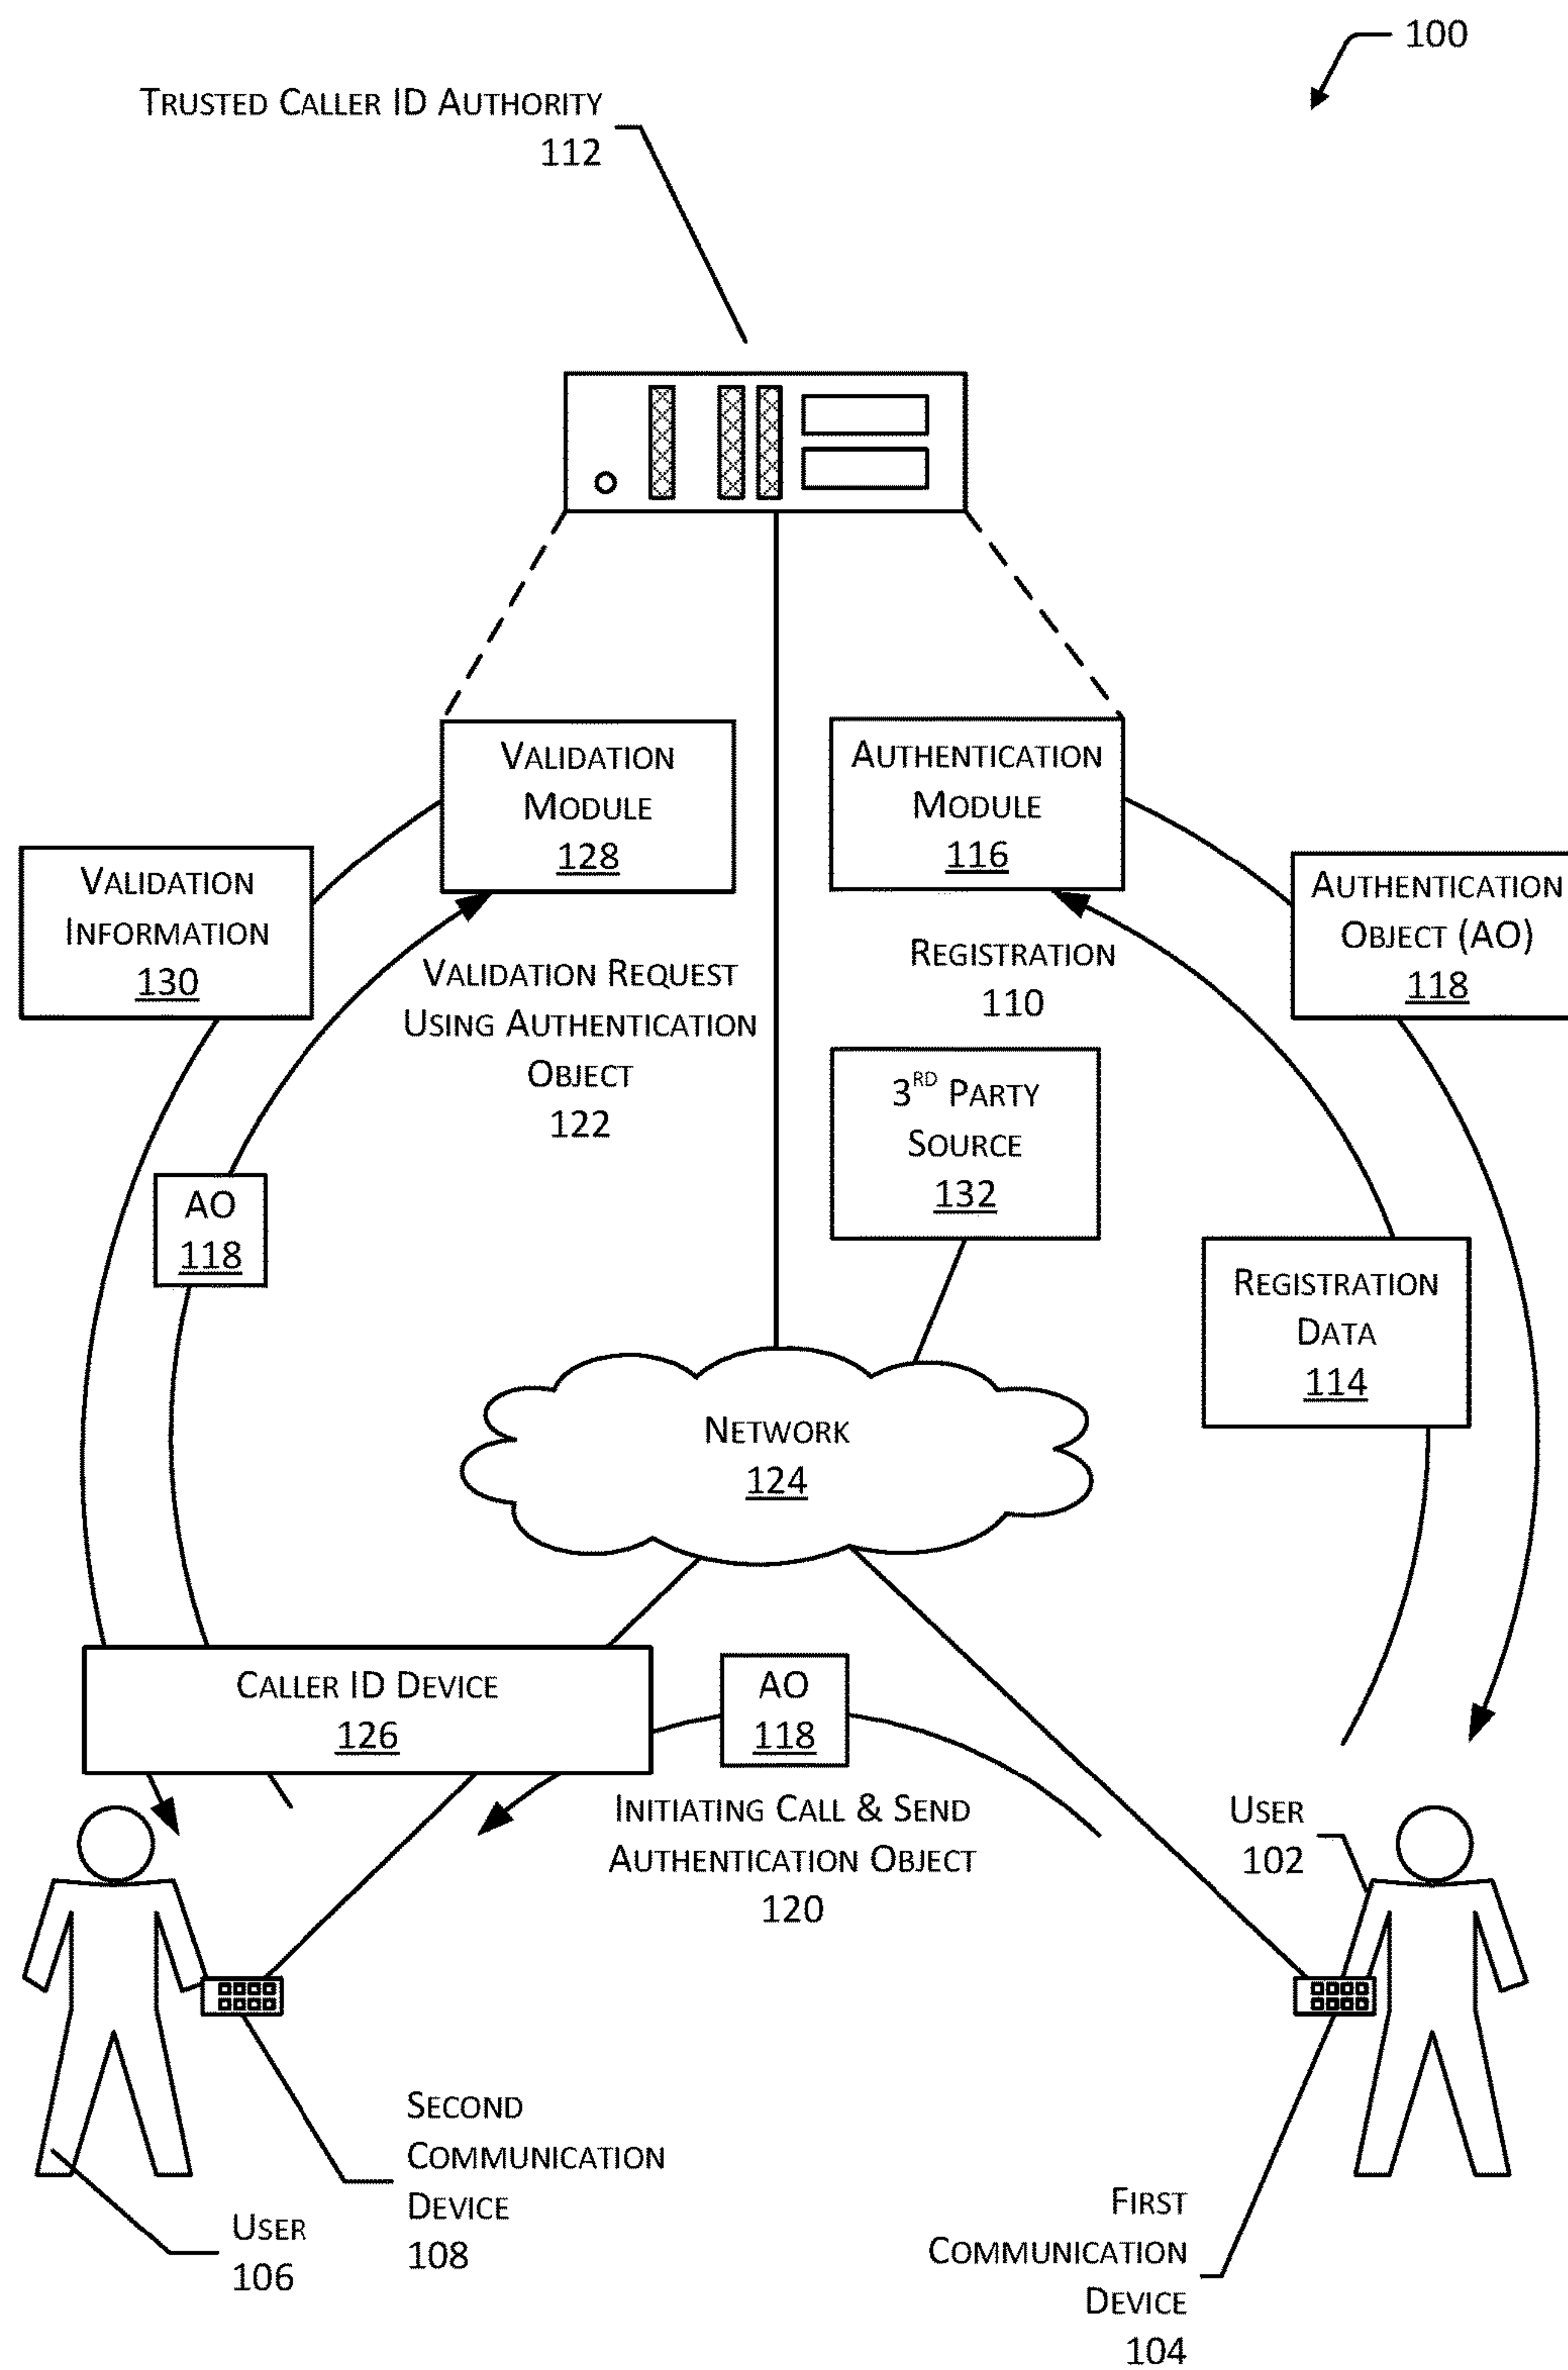 100
TRUSTED CALLER ID AUTHORITY
112
VALIDATION
MODULE
128
AUTHENTICATION
MODULE
116
VALIDATION
INFORMATION
130
AUTHENTICATION
OBJECT (AO)
118
VALIDATION REQUEST
USING AUTHENTICATION
OBJECT
122
REGISTRATION
110
3RD PARTY
SOURCE
132
AO
118
REGISTRATION
DATA
114
NETWORK
124
CALLER ID DEVICE
126
AO
118
INITIATING CALL & SEND
AUTHENTICATION OBJECT
120
USER
102
SECOND
COMMUNICATION
DEVICE
108
USER
106
FIRST
COMMUNICATION
DEVICE
104